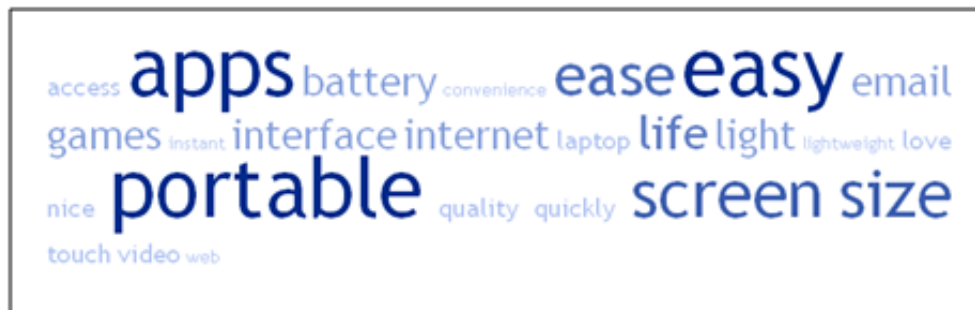 access apps battery convenience ease easy email
games instant interface internet laptop life light lightweight love
nice portable quality quickly screen size
touch video web